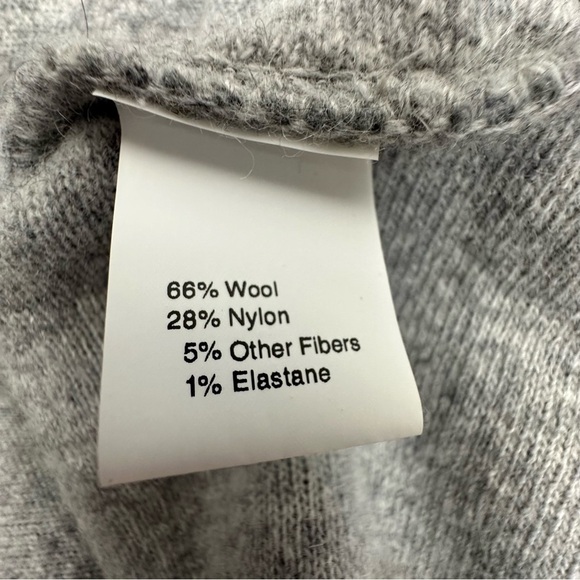 66% Wool
28% Nylon
5% Other Fibers
1% Elastane